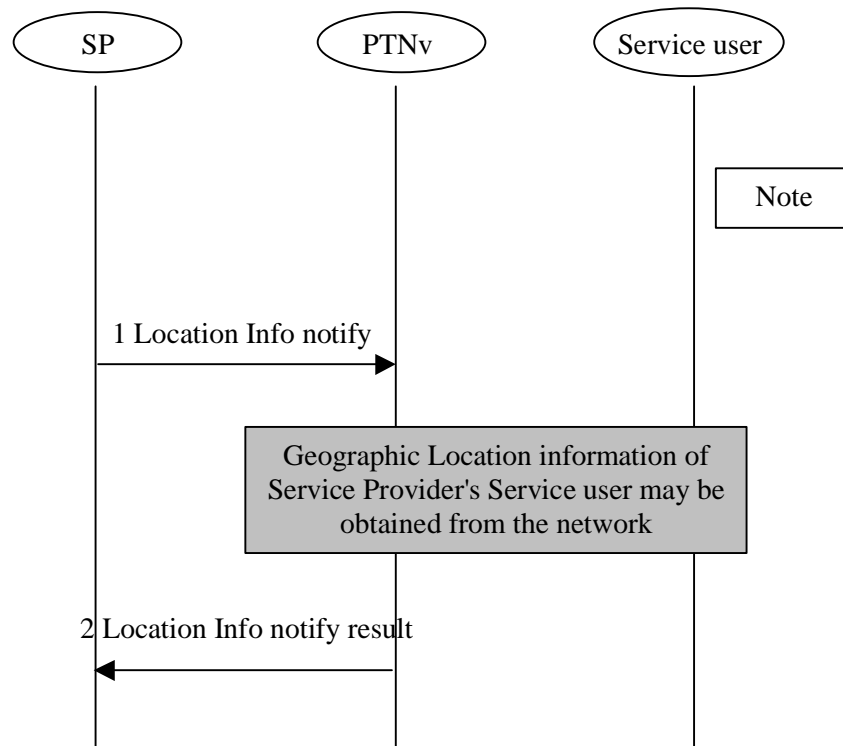 SP
PTNv
Service user
Note
1 Location Info notify
Geographic Location information of
Service Provider's Service user may be
obtained from the network
2 Location Info notify result